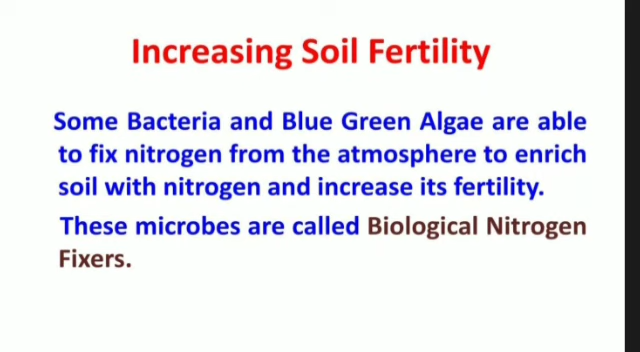 Increasing Soil Fertility
Some Bacteria and Blue Green Algae are able
to fix nitrogen from the atmosphere to enrich
soil with nitrogen and increase its fertility.
These microbes are called Biological Nitrogen
Fixers.